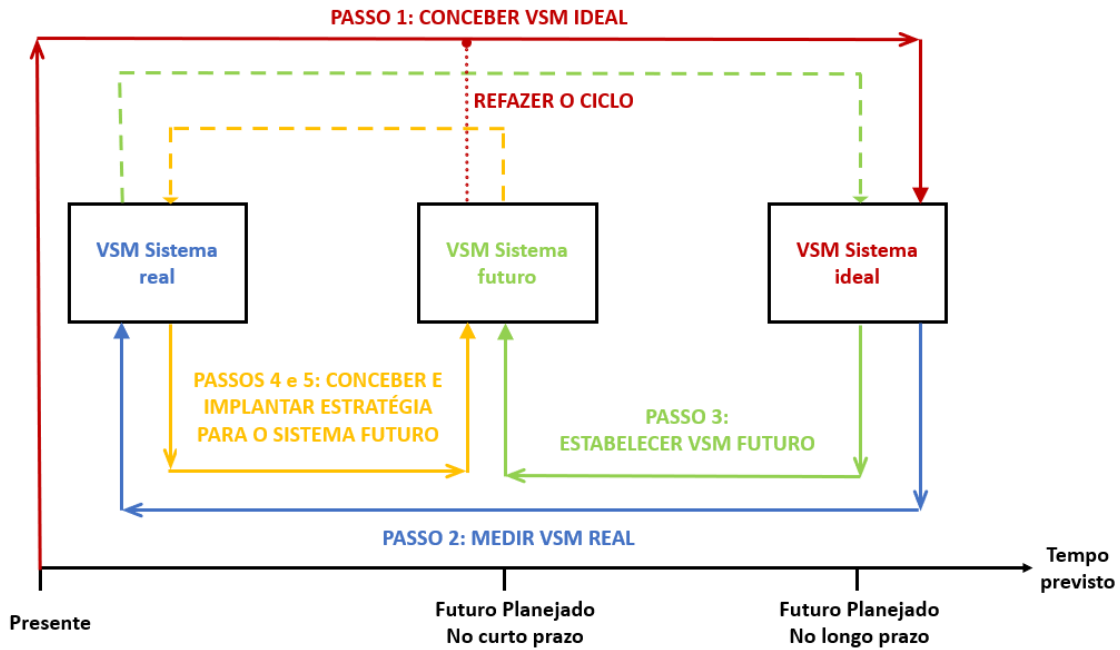 PASSO 1: CONCEBER VSM IDEAL
REFAZER O CICLO
VSM Sistema
real
VSM Sistema
futuro
VSM Sistema
ideal
PASSOS 4 e 5: CONCEBER E
IMPLANTAR ESTRATÉGIA
PARA O SISTEMA FUTURO
PASSO 3:
ESTABELECER VSM FUTURO
PASSO 2: MEDIR VSM REAL
Tempo
previsto
Presente
Futuro Planejado
No curto prazo
Futuro Planejado
No longo prazo